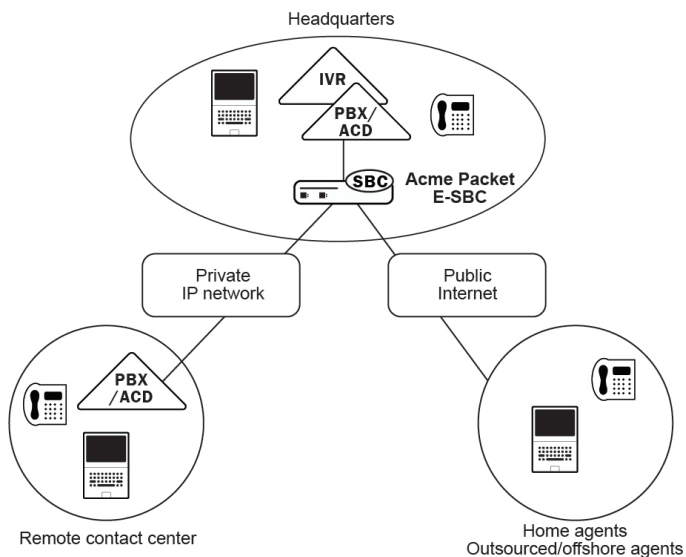 Headquarters
IVR
PBX/
ACD
SBC
Acme Packet
E-SBC
Private
IP network
Public
Internet
PBX
/ACD
Remote contact center
Home agents
Outsourced/offshore agents